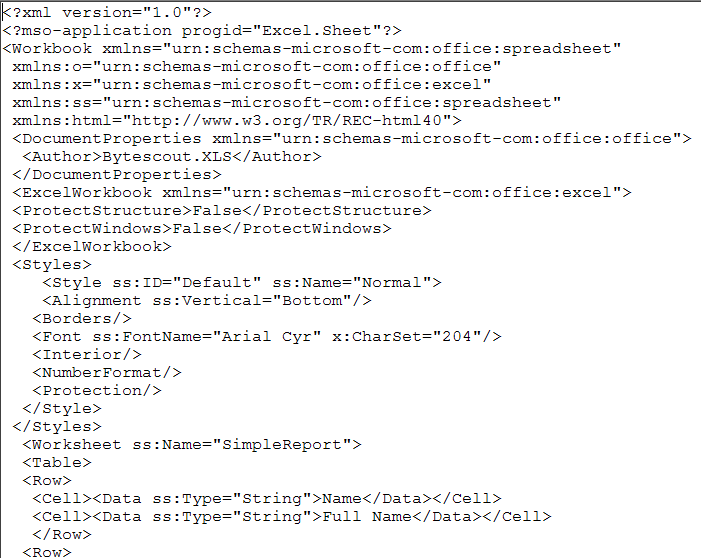 <?xml version="1.0"?>
<?mso-application progid="Excel.Sheet"?>
<Workbook xmlns="urn:schemas-microsoft-com:office:spreadsheet"
 xmlns:o="urn:schemas-microsoft-com:office:office"
 xmlns:x="urn:schemas-microsoft-com:office:excel"
 xmlns:ss="urn:schemas-microsoft-com:office:spreadsheet"
 xmlns:html="http://www.w3.org/TR/REC-html40">
 <DocumentProperties xmlns="urn:schemas-microsoft-com:office:office">
  <Author>Bytescout.XLS</Author>
 </DocumentProperties>
 <ExcelWorkbook xmlns="urn:schemas-microsoft-com:office:excel">
 <ProtectStructure>False</ProtectStructure>
 <ProtectWindows>False</ProtectWindows>
 </ExcelWorkbook>
 <Styles>
    <Style ss:ID="Default" ss:Name="Normal">
    <Alignment ss:Vertical="Bottom"/>
   <Borders/>
   <Font ss:FontName="Arial Cyr" x:CharSet="204"/>
   <Interior/>
   <NumberFormat/>
   <Protection/>
  </Style>
 </Styles>
  <Worksheet ss:Name="SimpleReport">
  <Table>
  <Row>
   <Cell><Data ss:Type="String">Name</Data></Cell>
   <Cell><Data ss:Type="String">Full Name</Data></Cell>
   </Row>
  <Row>